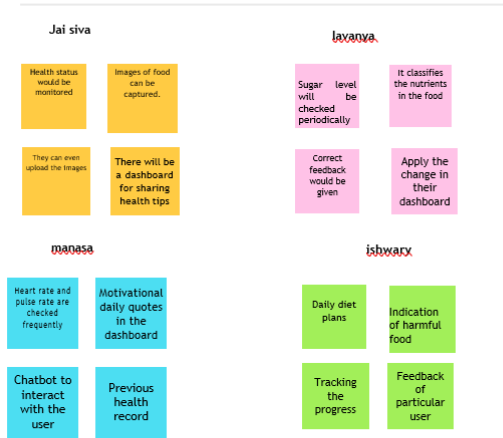 Jai siva
lavanya
Health status
would be
monitored
Images of food
can be
captured.
Sugar level
will be
checked
periodically
It classifies
the nutrients
in the food
They can even
upload the images
There will be
a dashboard
for sharing
health tips
Correct
feedback
would be
given
Apply the
change in
their
dashboard
manasa
ishwary
Heart rate and
pulse rate are
checked
frequently
Motivational
daily quotes
in the
dashboard
Daily diet
plans
Indication
of harmful
food
Chatbot to
interact
with the
user
Previous
health
record
Tracking
the
progress
Feedback
of
particular
user